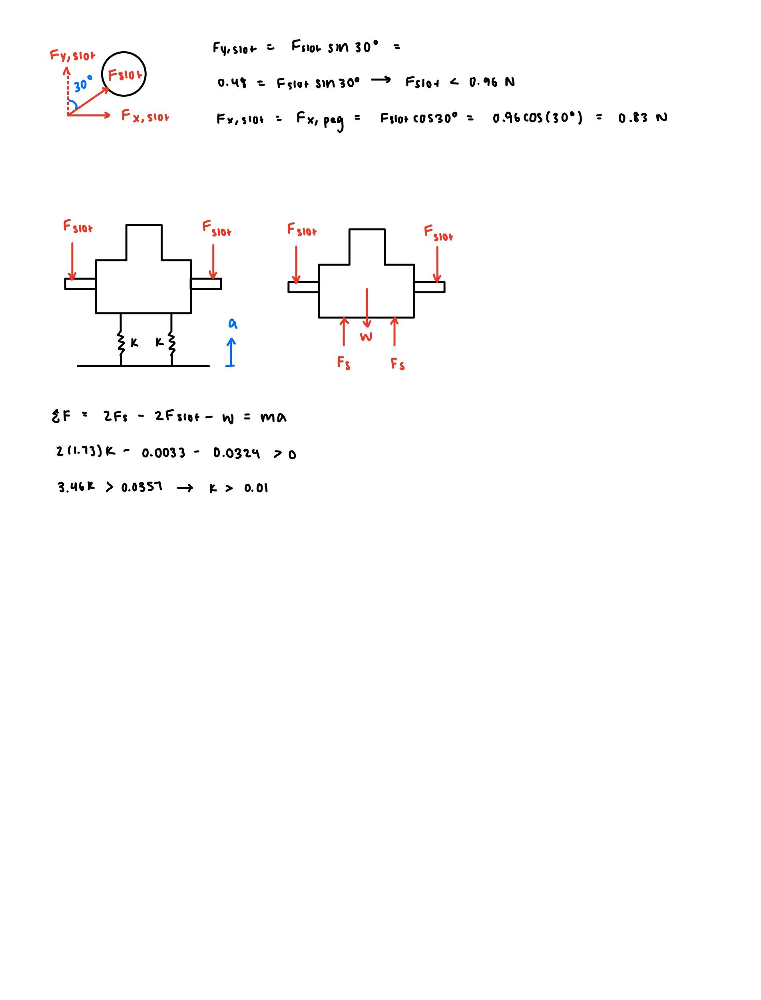 Fy,slot = Fslot sin 30° =
Fy,slot
30°
Fslot
Fx,slot
0.48 = Fslot sin 30° → Fslot < 0.96 N
Fx,slot = Fx,peg = Fslot cos30° = 0.96 cos(30°) = 0.83 N
Fslot Fslot Fslot Fslot
K K a W
Fs Fs
ΣF = 2Fs - 2Fslot - W = ma
2(1.73)K - 0.0033 - 0.0324 > 0
3.46K > 0.0357 → K > 0.01